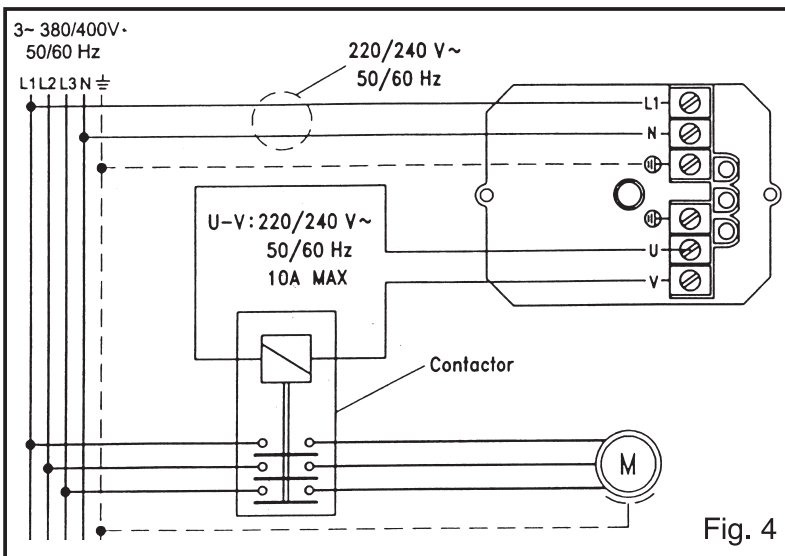 3~ 380/400V·
50/60 Hz
L1 L2 L3 N
220/240 V~
50/60 Hz
L1
N
U-V: 220/240 V~
50/60 Hz
10A MAX
U
V
Contactor
M
Fig. 4